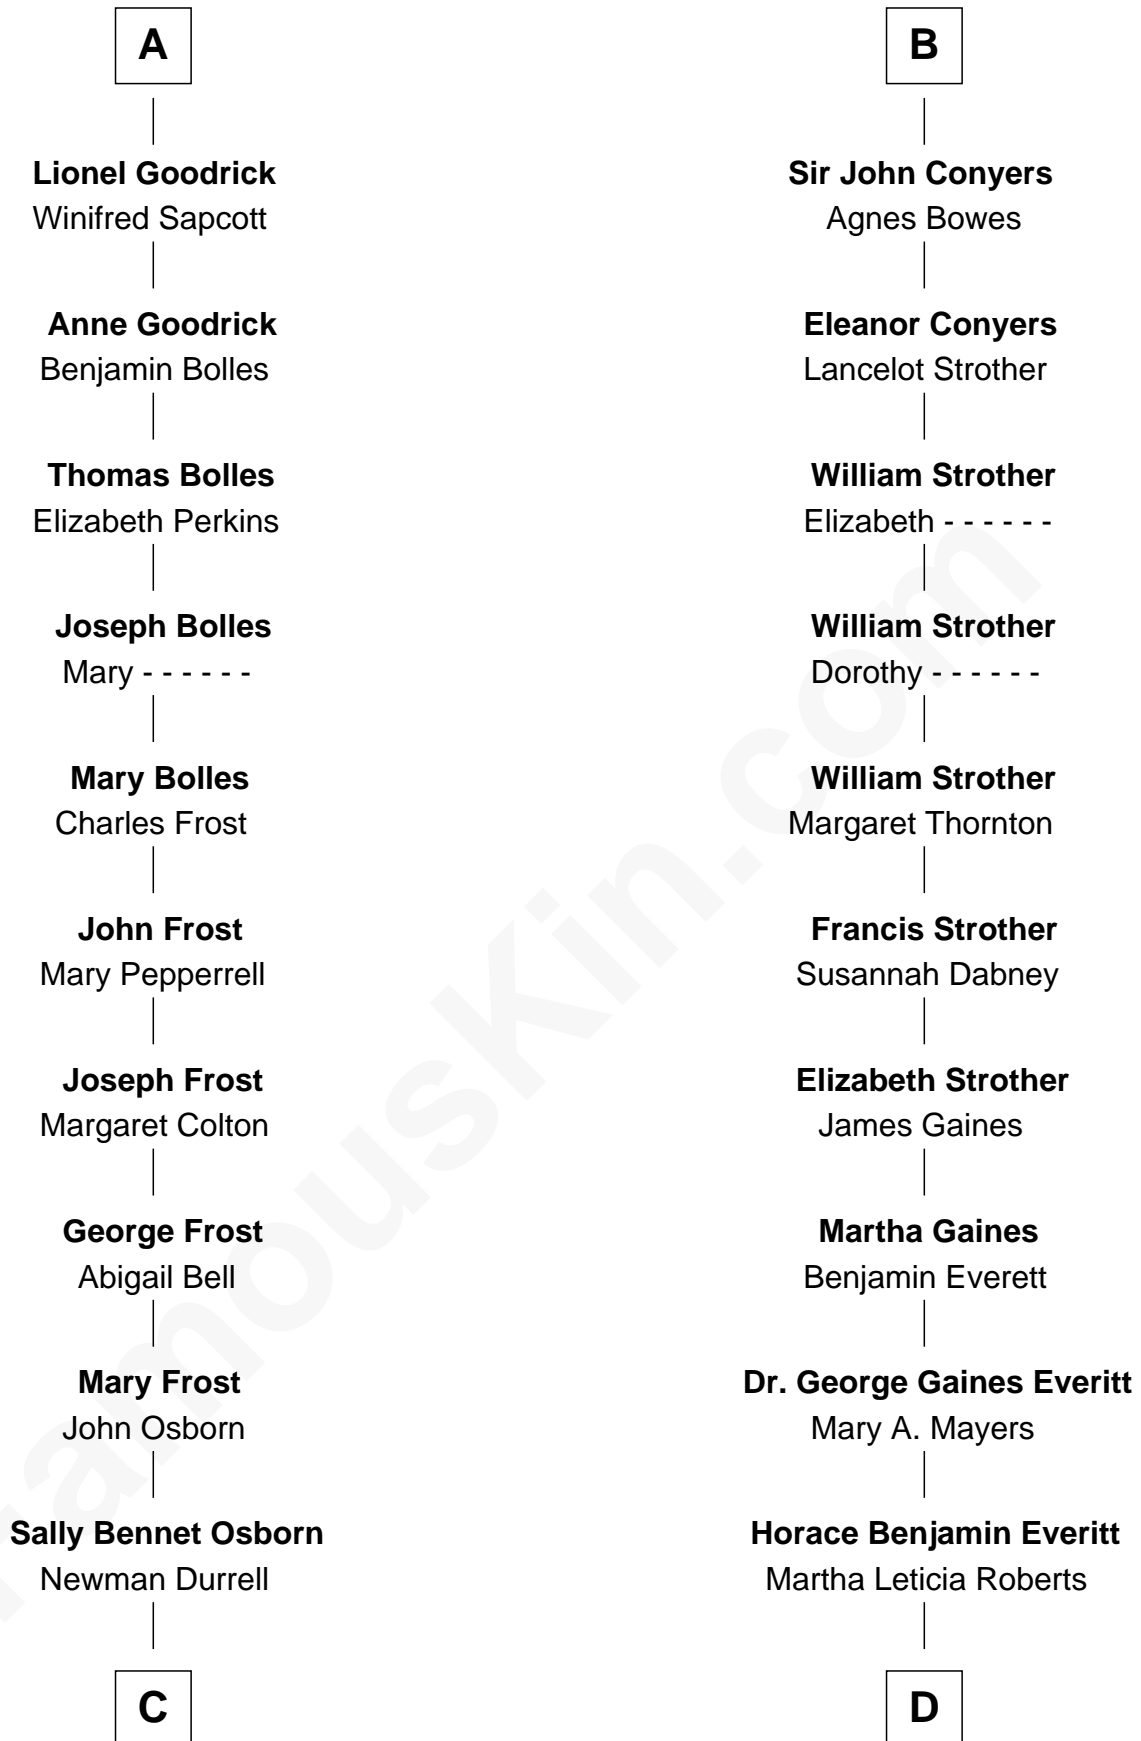 A
Lionel Goodrick
Winifred Sapcott
Anne Goodrick
Benjamin Bolles
Thomas Bolles
Elizabeth Perkins
Joseph Bolles
Mary - - - - - -
Mary Bolles
Charles Frost
John Frost
Mary Pepperrell
Joseph Frost
Margaret Colton
George Frost
Abigail Bell
Mary Frost
John Osborn
Sally Bennet Osborn
Newman Durrell
C
B
Sir John Conyers
Agnes Bowes
Eleanor Conyers
Lancelot Strother
William Strother
Elizabeth - - - - - -
William Strother
Dorothy - - - - - -
William Strother
Margaret Thornton
Francis Strother
Susannah Dabney
Elizabeth Strother
James Gaines
Martha Gaines
Benjamin Everett
Dr. George Gaines Everitt
Mary A. Mayers
Horace Benjamin Everitt
Martha Leticia Roberts
D
FamousKin.com